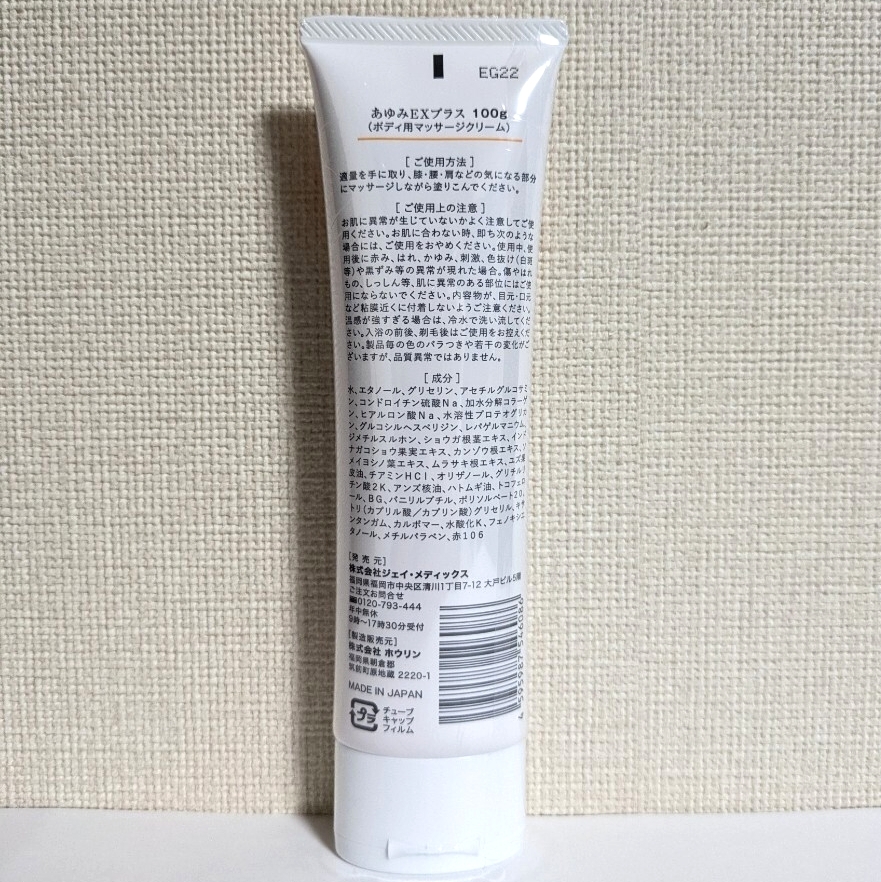 EG22
あゆみEXプラス 100g
(ボディ用マッサージクリーム)
[ ご使用方法 ]
適量を手に取り、膝・腰・肩などの気になる部分
にマッサージしながら塗りこんでください。
[ ご使用上の注意 ]
お肌に異常が生じていないかよく注意してご使
用ください。お肌に合わない時、即ち次のような
場合には、ご使用をおやめください。使用中、使
用後に赤み、はれ、かゆみ、刺激、色抜け(白斑
等)や黒ずみ等の異常が現れた場合。傷やはれ
もの、しっしん等、肌に異常のある部位にはご使
用にならないでください。内容物が、目元・口元
など粘膜近くに付着しないようご注意ください。
温感が強すぎる場合は、冷水で洗い流してくだ
さい。入浴の前後、剃毛後はご使用をお控えくだ
さい。製品毎の色のバラつきや若干の変化がご
ざいますが、品質異常ではありません。
[ 成分 ]
水、エタノール、グリセリン、アセチルグルコサミ
ン、コンドロイチン硫酸Na、加水分解コラーゲ
ン、ヒアルロン酸Na、水溶性プロテオグリカ
ン、グルコシルヘスペリジン、レパゲルマニウム、
ジメチルスルホン、ショウガ根茎エキス、インド
ナガコショウ果実エキス、カンゾウ根エキス、ソ
メイヨシノ葉エキス、ムラサキ根エキス、ユズ果
皮油、チアミンHCl、オリザノール、グリチルリ
チン酸2K、アンズ核油、ハトムギ油、トコフェロ
ール、BG、バニリルブチル、ポリソルベート20、
トリ(カプリル酸/カプリン酸)グリセリル、キサ
ンタンガム、カルボマー、水酸化K、フェノキシエ
タノール、メチルパラベン、赤106
[発 売 元]
株式会社ジェイ・メディックス
福岡県福岡市中央区清川1丁目7-12 大戸ビル5階
ご注文お問合せ
0120-793-444
年中無休
9時〜17時30分受付
[製造販売元]
株式会社 ホウリン
福岡県朝倉郡
筑前町原地蔵 2220-1
MADE IN JAPAN
プラ
チューブ
キャップ
フィルム